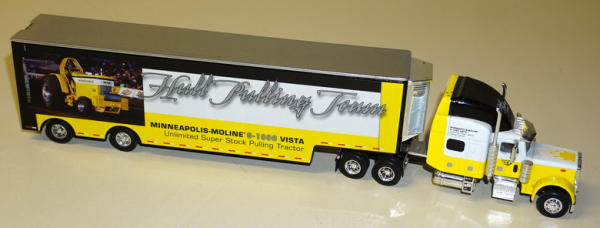 Hull Pulling Team
MINNEAPOLIS-MOLINE G-1000 VISTA
Unlimited Super Stock Pulling Tractor